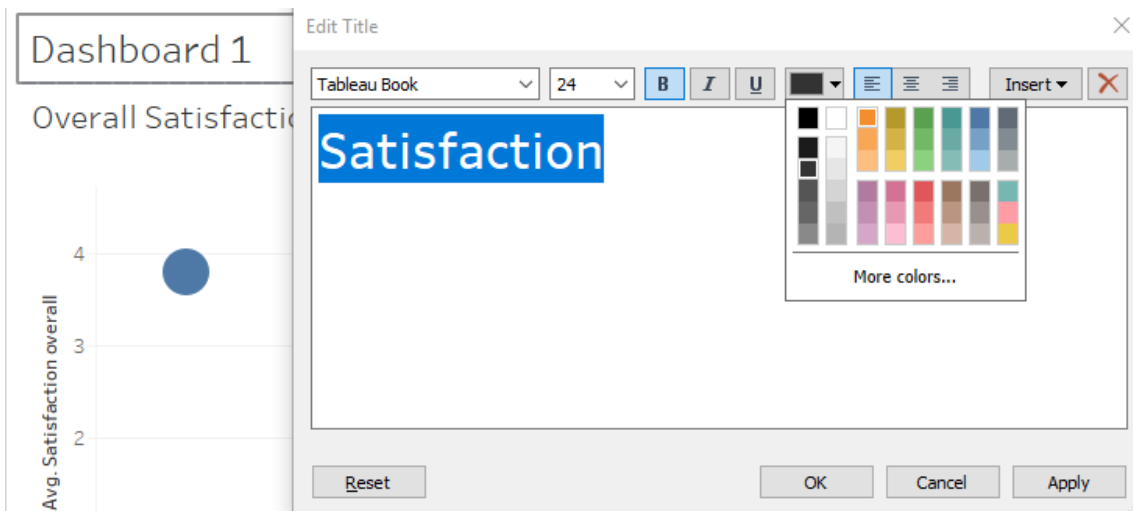 Dashboard 1
Overall Satisfactio
4
3
2
Avg. Satisfaction overall
Edit Title
Tableau Book 24 B I U Insert
Satisfaction
More colors...
Reset OK Cancel Apply